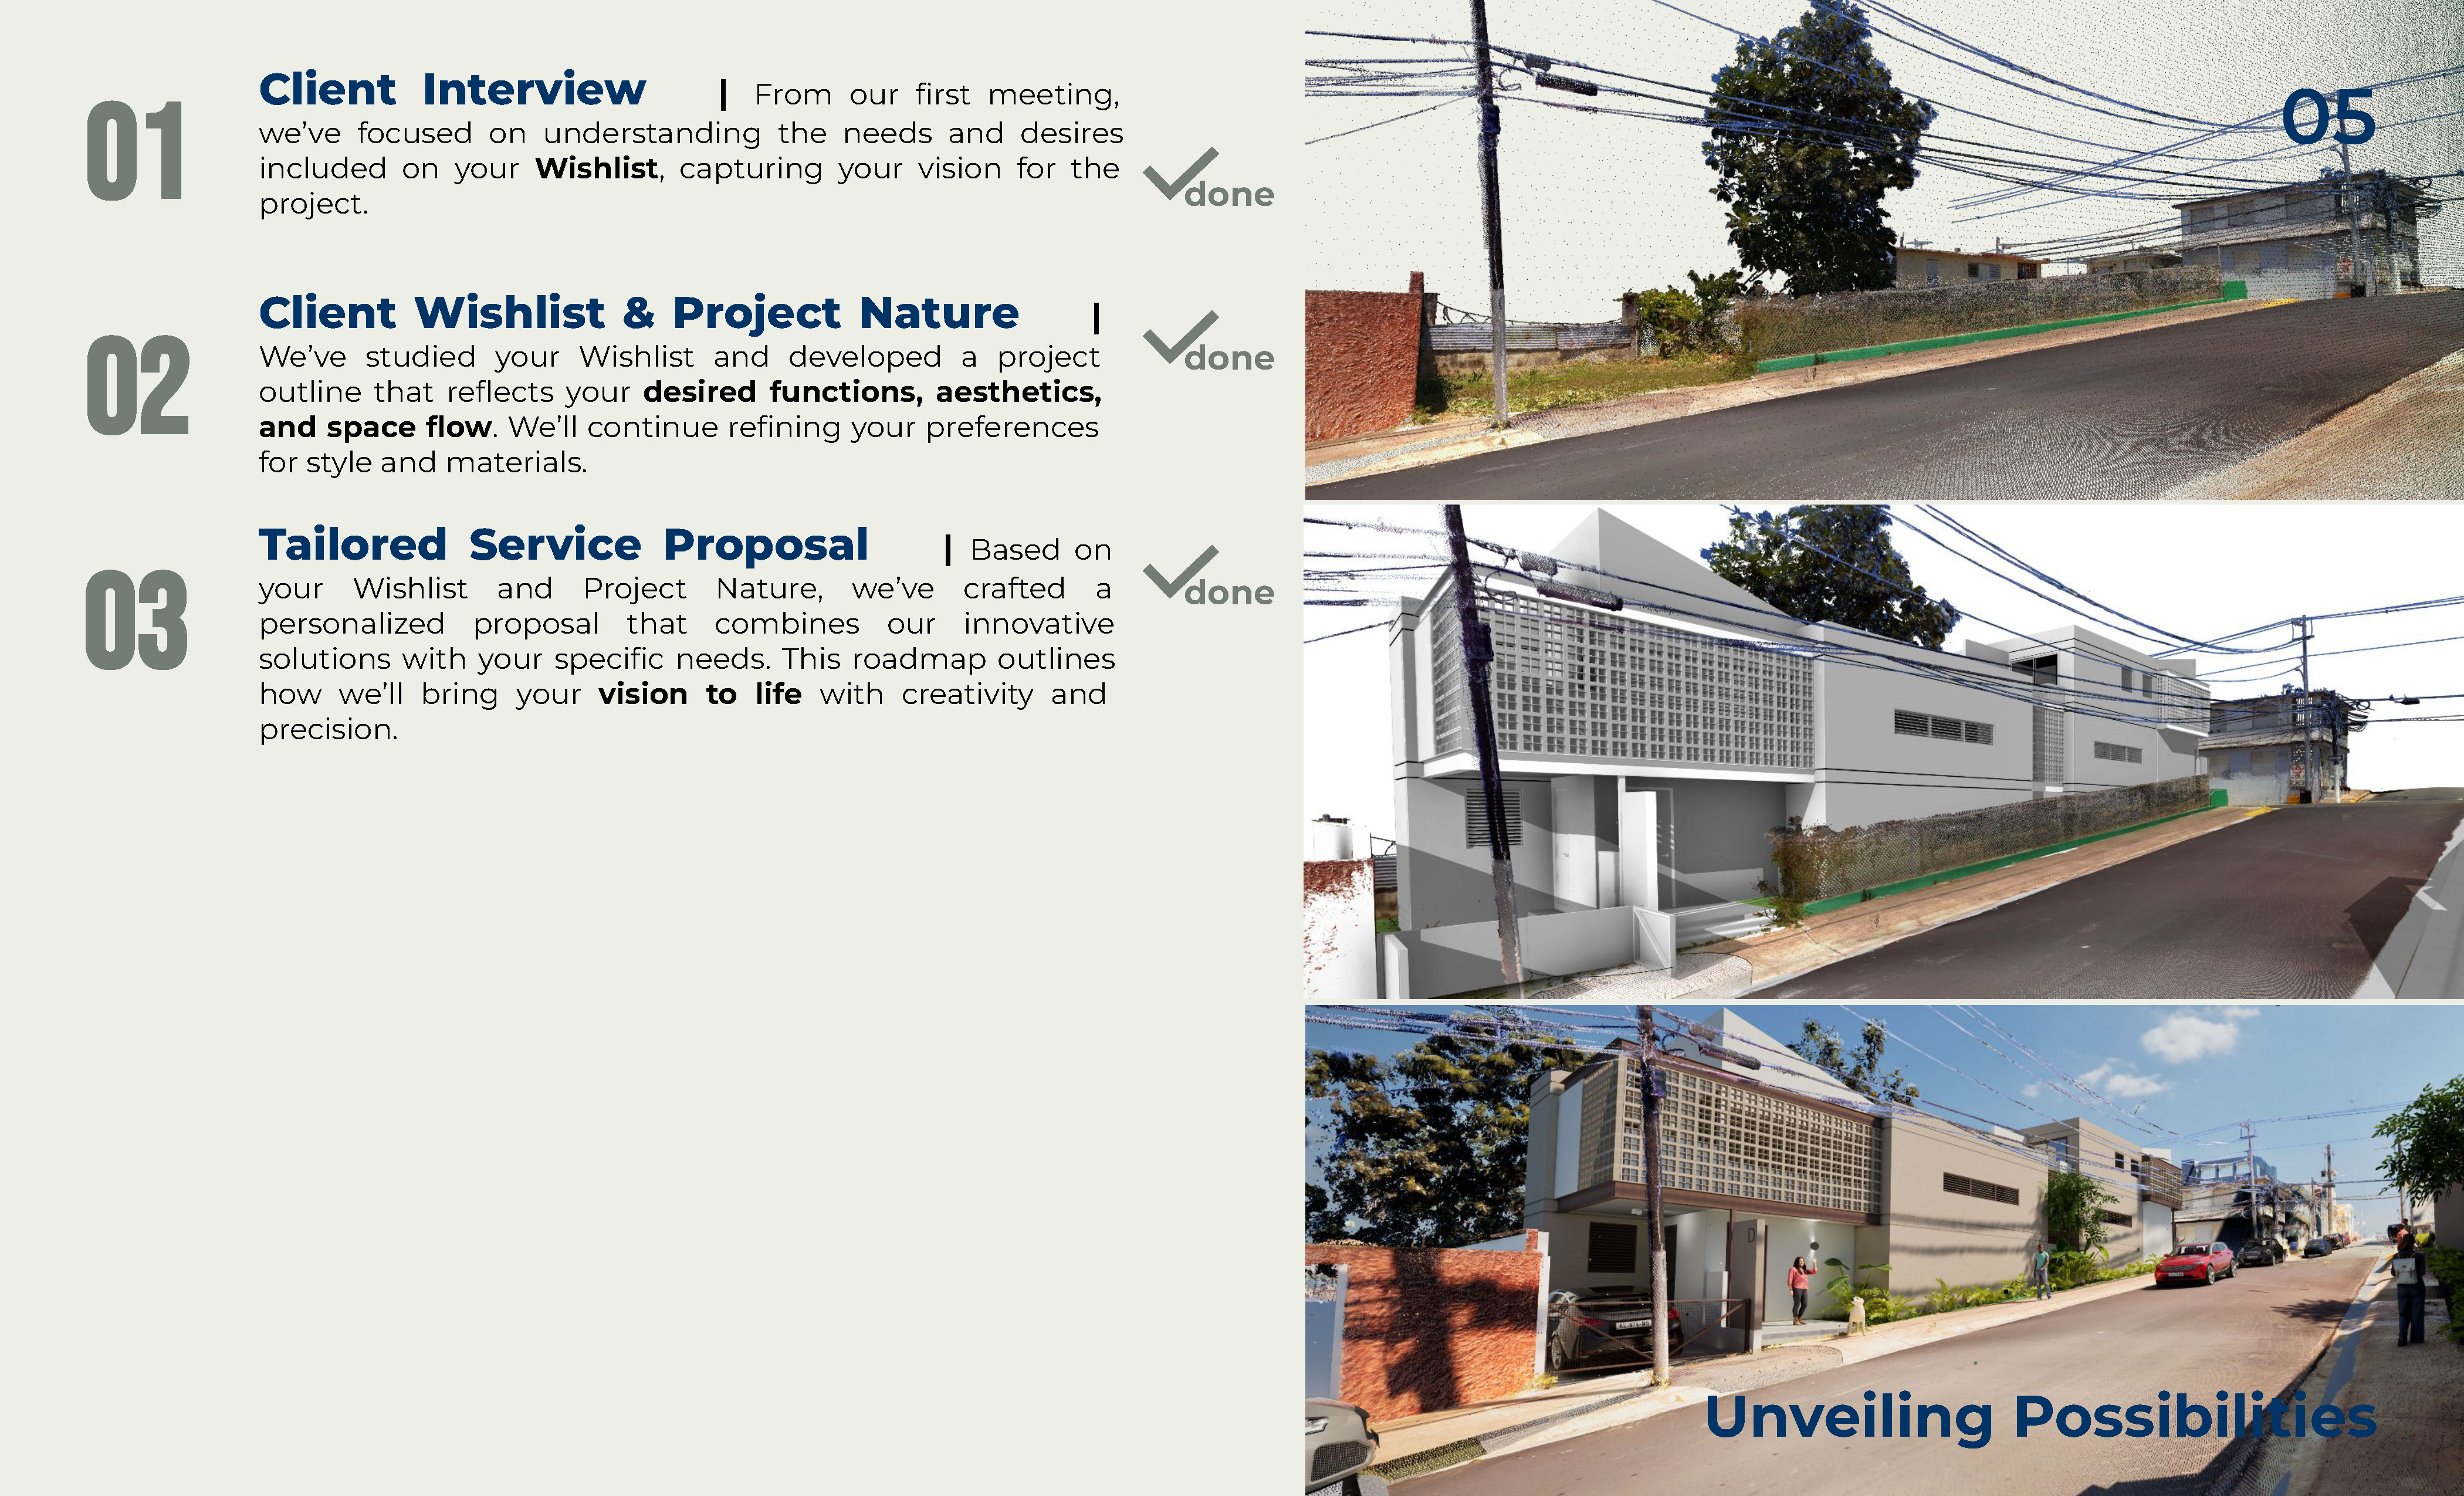 01
Client Interview | From our first meeting,
we've focused on understanding the needs and desires
included on your Wishlist, capturing your vision for the
project.
done
02
Client Wishlist & Project Nature |
We've studied your Wishlist and developed a project
outline that reflects your desired functions, aesthetics,
and space flow. We'll continue refining your preferences
for style and materials.
done
03
Tailored Service Proposal | Based on
your Wishlist and Project Nature, we've crafted a
personalized proposal that combines our innovative
solutions with your specific needs. This roadmap outlines
how we'll bring your vision to life with creativity and
precision.
done
05
D
Unveiling Possibilities